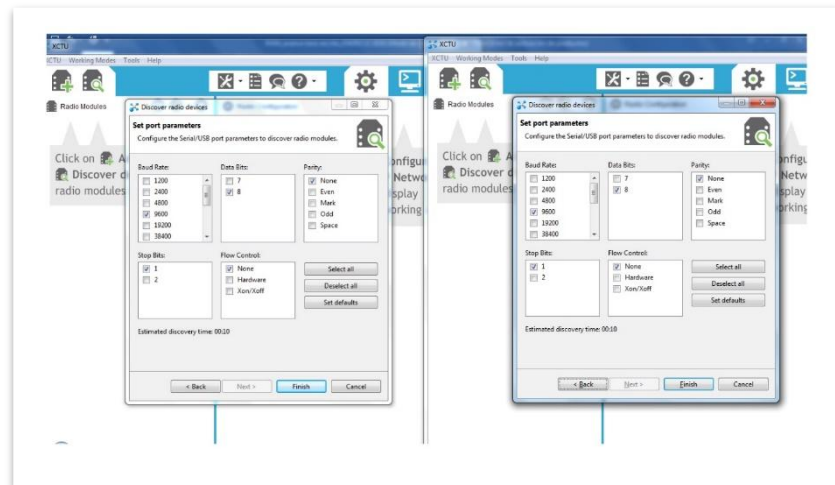 XCTU
CTU Working Modes Tools Help
Radio Modules
Click on
Discover
radio modules
Discover radio devices
Set port parameters
Configure the Serial/USB port parameters to discover radio modules.
Baud Rate:
1200
2400
4800
9600
19200
38400
Data Bits:
7
8
Parity:
None
Even
Mark
Odd
Space
Stop Bits:
1
2
Flow Control:
None
Hardware
Xon/Xoff
Select all
Deselect all
Set defaults
Estimated discovery time: 00:10
< Back
Next >
Finish
Cancel
XCTU
XCTU Working Modes Tools Help
Radio Modules
Click on
Discover
radio modules
Discover radio devices
Set port parameters
Configure the Serial/USB port parameters to discover radio modules.
Baud Rate:
1200
2400
4800
9600
19200
38400
Data Bits:
7
8
Parity:
None
Even
Mark
Odd
Space
Stop Bits:
1
2
Flow Control:
None
Hardware
Xon/Xoff
Select all
Deselect all
Set defaults
Estimated discovery time: 00:10
< Back
Next >
Finish
Cancel